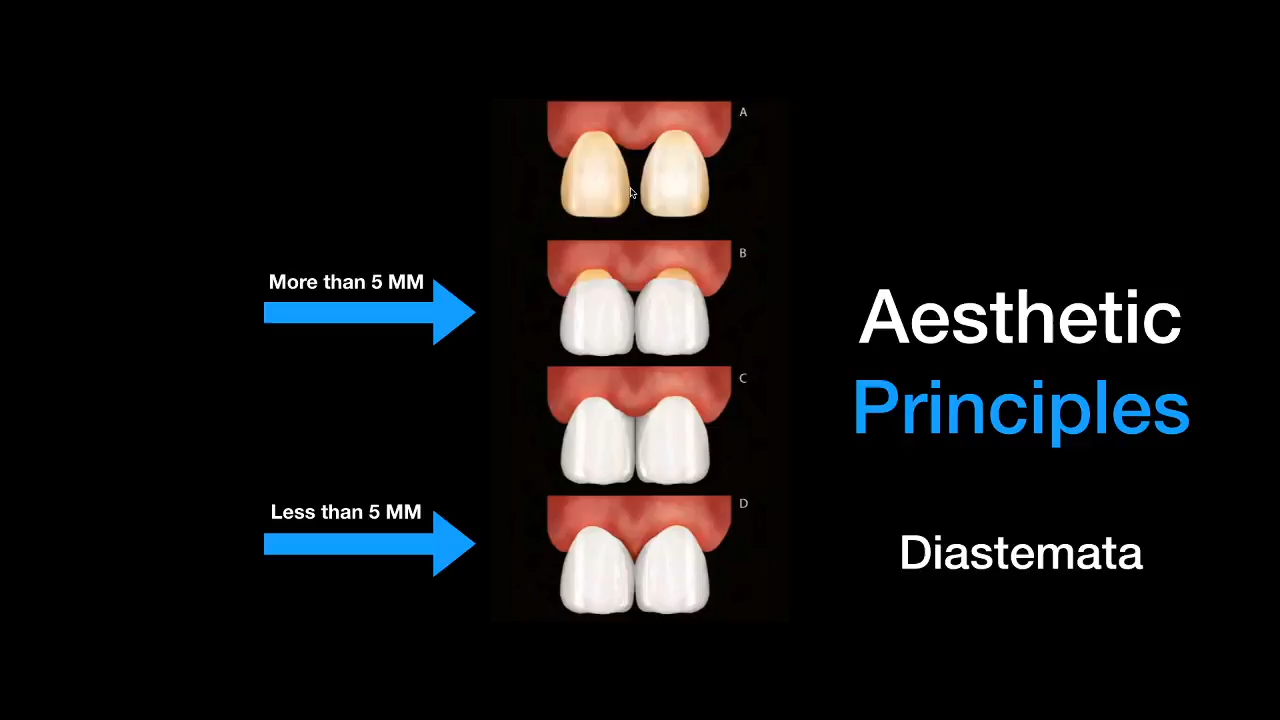 A
More than 5 MM
B
Aesthetic
Principles
C
Less than 5 MM
D
Diastemata